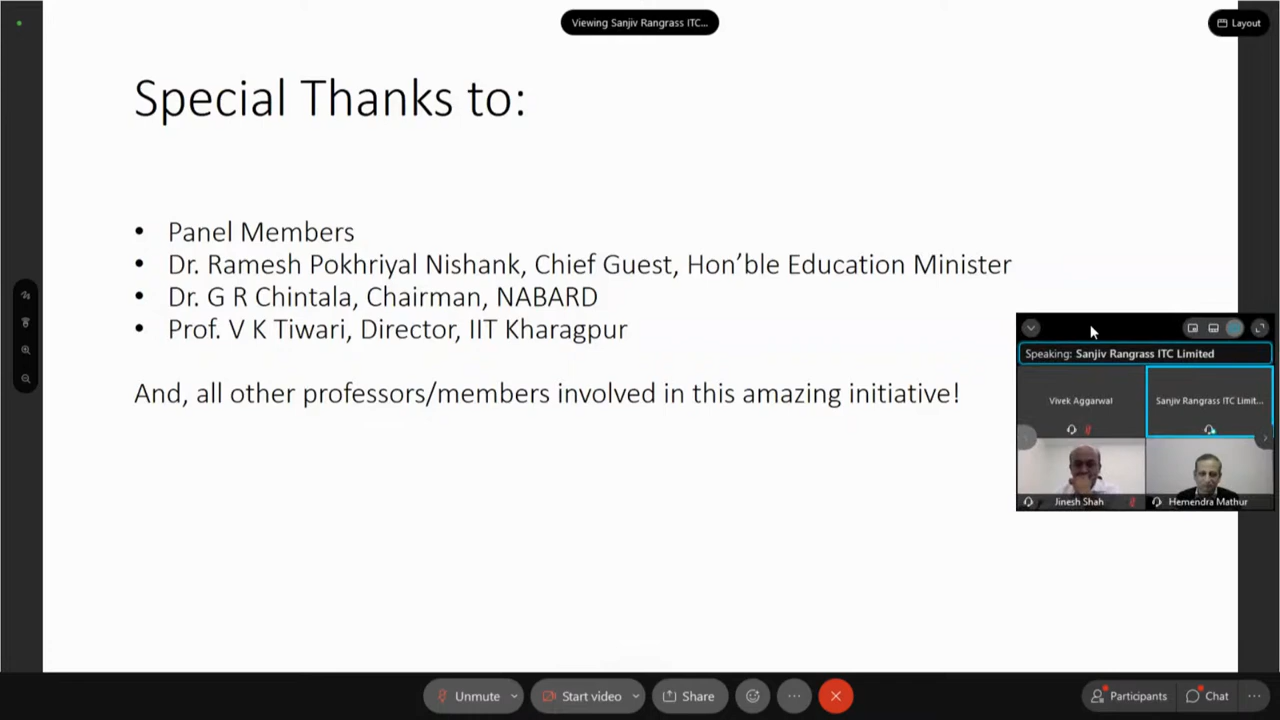 Viewing Sanjiv Rangrass ITC...
Layout
Special Thanks to:
• Panel Members
• Dr. Ramesh Pokhriyal Nishank, Chief Guest, Hon’ble Education Minister
• Dr. G R Chintala, Chairman, NABARD
• Prof. V K Tiwari, Director, IIT Kharagpur
And, all other professors/members involved in this amazing initiative!
Speaking: Sanjiv Rangrass ITC Limited
Vivek Aggarwal
Sanjiv Rangrass ITC Limit...
Jinesh Shah
Hemendra Mathur
Unmute
Start video
Share
Participants
Chat